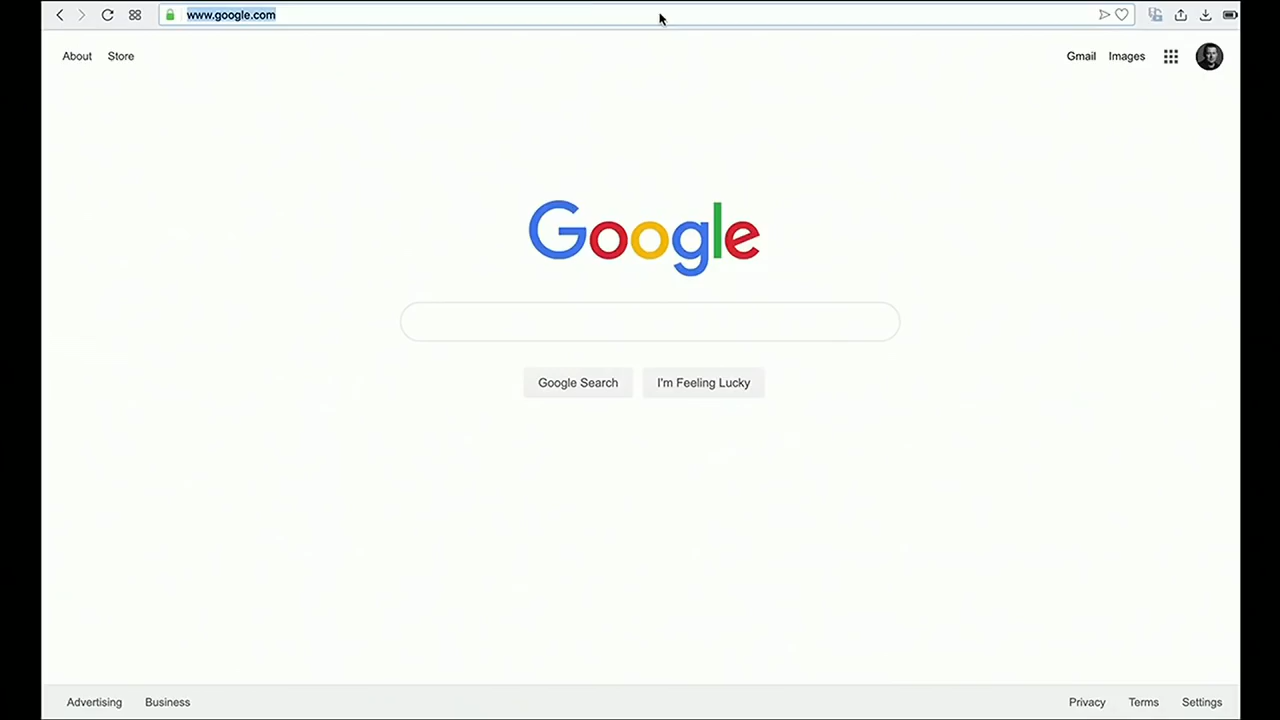 www.google.com
About Store Gmail Images
Google
Google Search I'm Feeling Lucky
Advertising Business Privacy Terms Settings